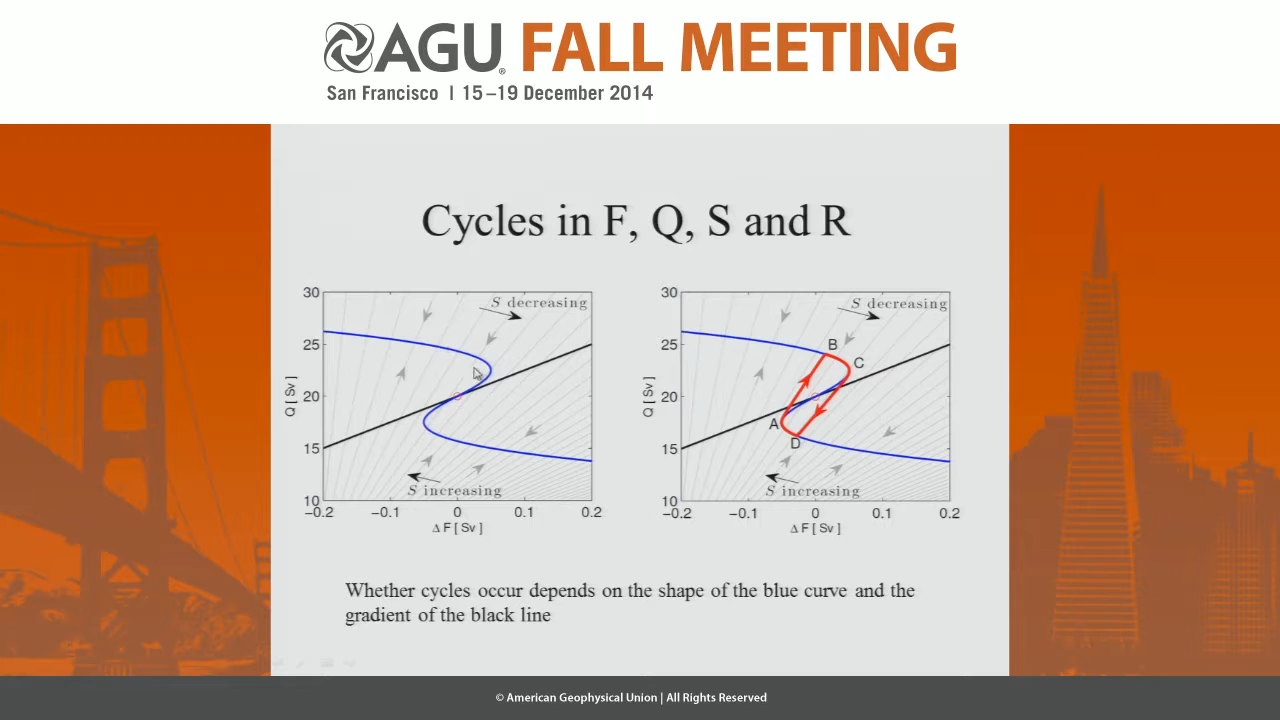 AGU® FALL MEETING
San Francisco | 15–19 December 2014
Cycles in F, Q, S and R
30
25
20
15
10
Q [ Sv ]
S decreasing
S increasing
−0.2 −0.1 0 0.1 0.2
Δ F [ Sv ]
30
25
20
15
10
Q [ Sv ]
S decreasing
B
C
A
D
S increasing
−0.2 −0.1 0 0.1 0.2
Δ F [ Sv ]
Whether cycles occur depends on the shape of the blue curve and the
gradient of the black line
© American Geophysical Union | All Rights Reserved